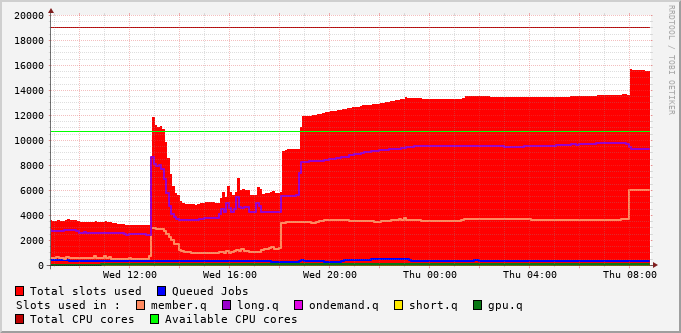 20000
18000
16000
14000
12000
10000
8000
6000
4000
2000
0
Wed 12:00 Wed 16:00 Wed 20:00 Thu 00:00 Thu 04:00 Thu 08:00
RRDTOOL / TOBI OETIKER
Total slots used Queued Jobs
Slots used in : member.q long.q ondemand.q short.q gpu.q
Total CPU cores Available CPU cores